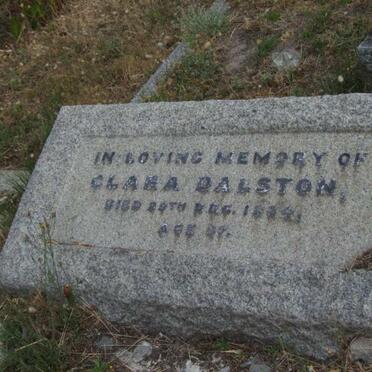 IN LOVING MEMORY OF
CLARA DALSTON,
DIED DEC.
AGE